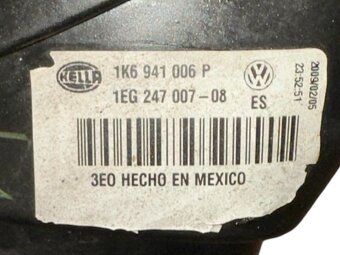 HELLA
1K6 941 006 P
1EG 247 007-08
ES
2009/02/05
23:52:51
3EO HECHO EN MEXICO